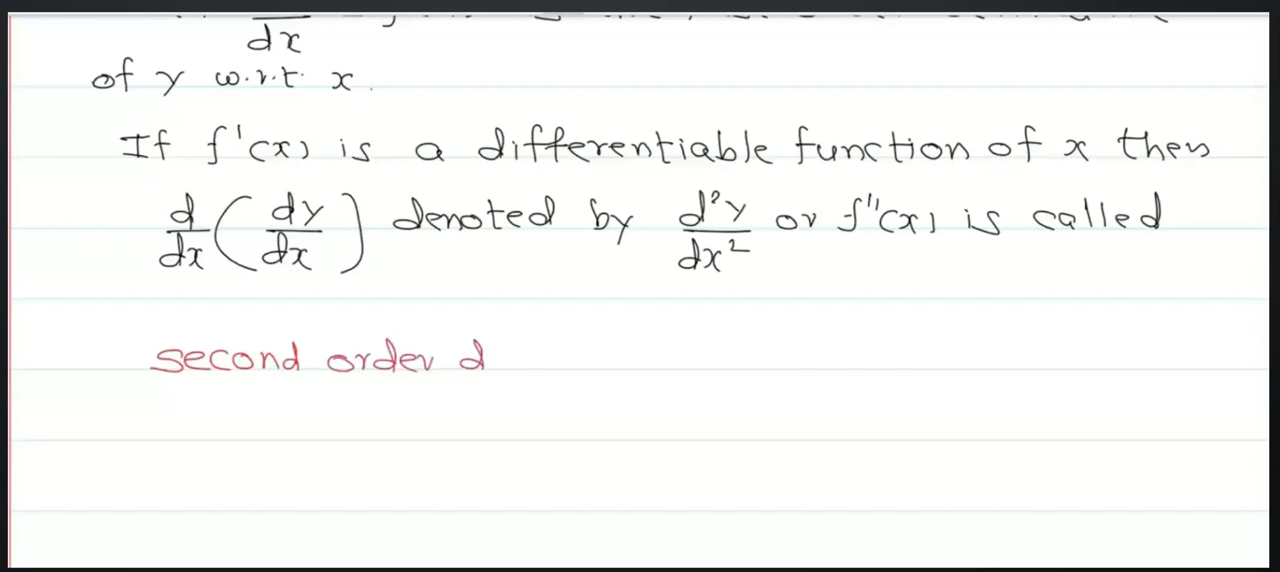 dx
of y w.r.t. x.
If f'(x) is a differentiable function of x then
d/dx (dy/dx) denoted by d²y/dx² or f''(x) is called
second order d